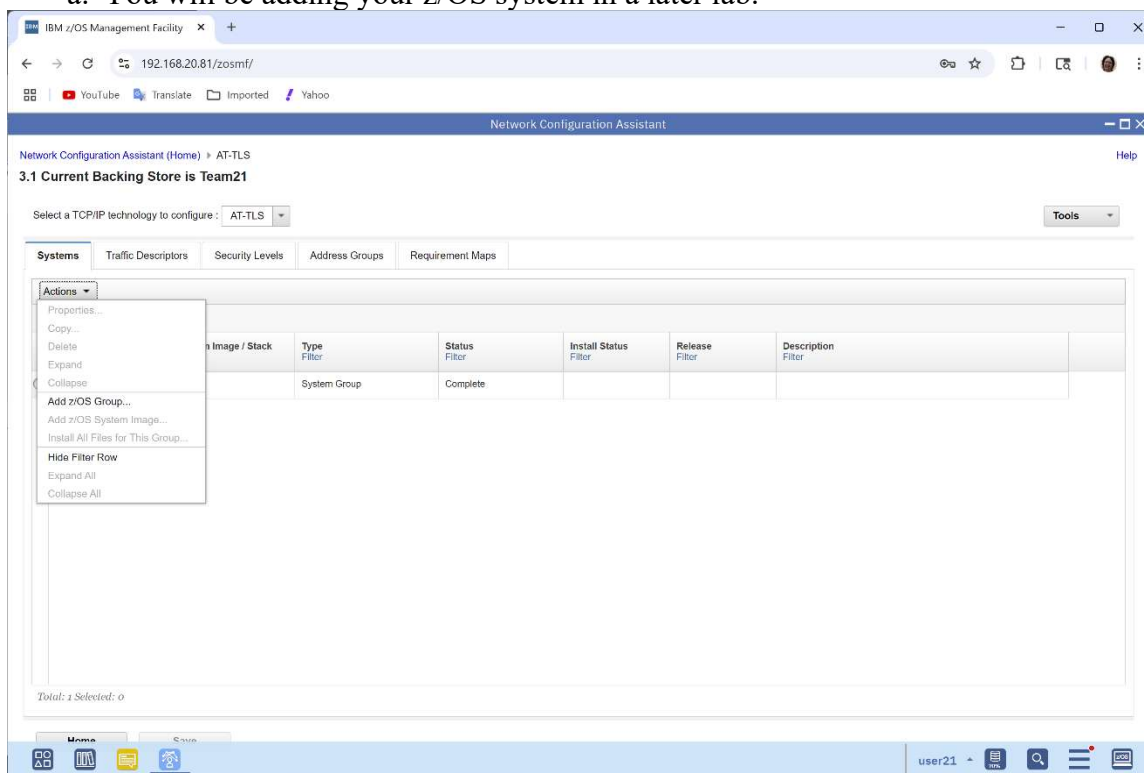 a. You will be adding your z/OS system in a later lab.
IBM z/OS Management Facility
192.168.20.81/zosmf/
YouTube Translate Imported Yahoo
Network Configuration Assistant
Network Configuration Assistant (Home) AT-TLS Help
3.1 Current Backing Store is Team21
Select a TCP/IP technology to configure : AT-TLS Tools
Systems Traffic Descriptors Security Levels Address Groups Requirement Maps
Actions
Properties...
Copy...
Delete
Expand
Collapse
Add z/OS Group...
Add z/OS System Image...
Install All Files for This Group...
Hide Filter Row
Expand All
Collapse All
Image / Stack Type Status Install Status Release Description
Filter Filter Filter Filter Filter
System Group Complete
Total: 1 Selected: 0
Home Save
user21